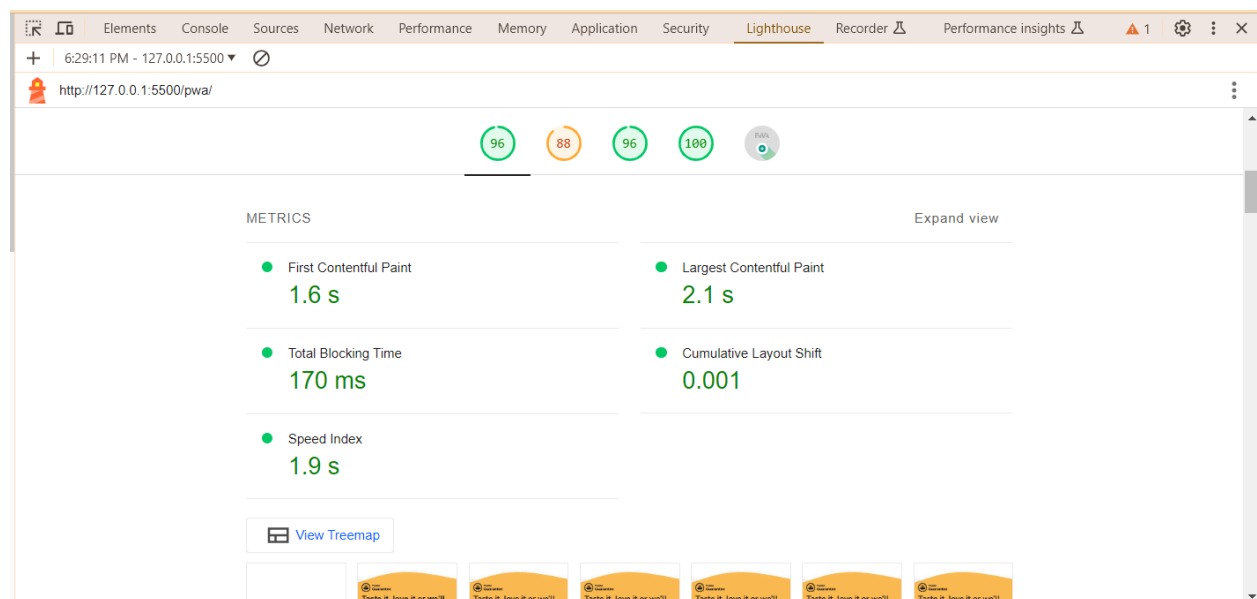 Elements Console Sources Network Performance Memory Application Security Lighthouse Recorder Performance insights 1
6:29:11 PM - 127.0.0.1:5500
http://127.0.0.1:5500/pwa/
96 88 96 100 PWA
METRICS Expand view
First Contentful Paint
1.6 s
Largest Contentful Paint
2.1 s
Total Blocking Time
170 ms
Cumulative Layout Shift
0.001
Speed Index
1.9 s
View Treemap